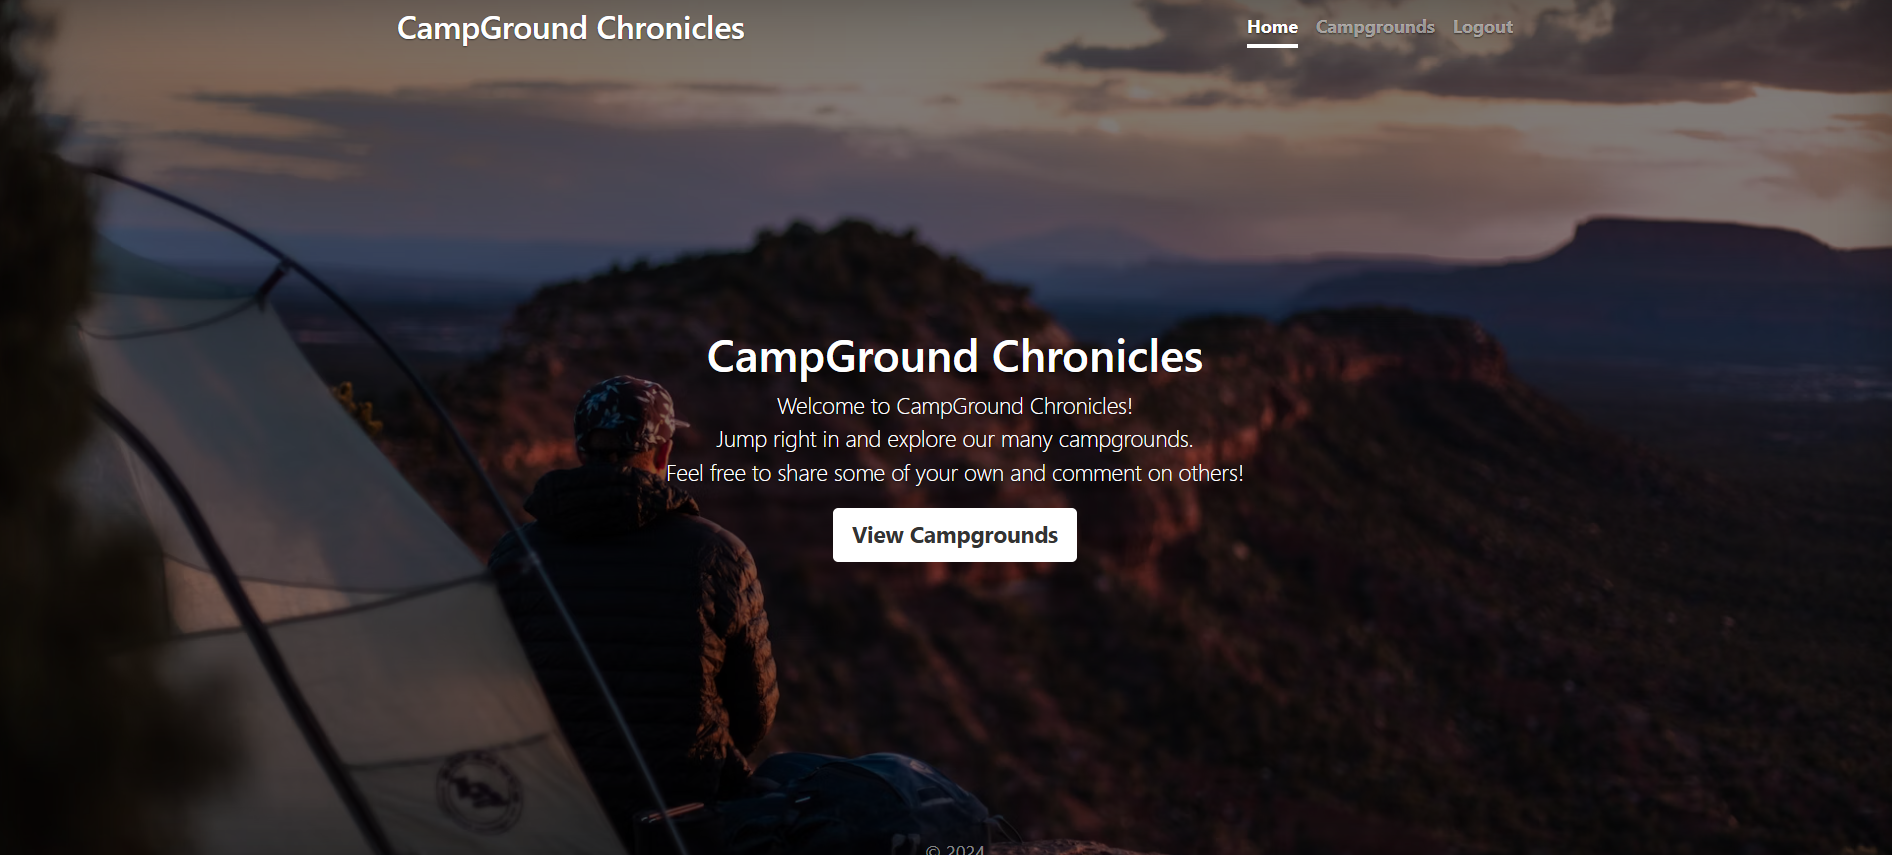 CampGround Chronicles
Home Campgrounds Logout
CampGround Chronicles
Welcome to CampGround Chronicles!
Jump right in and explore our many campgrounds.
Feel free to share some of your own and comment on others!
View Campgrounds
© 2024